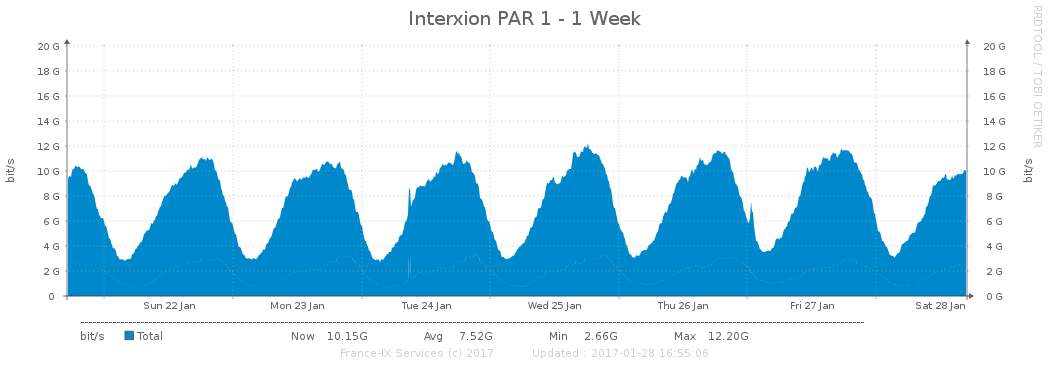 Interxion PAR 1 - 1 Week
RRDTOOL / TOBI OETIKER
20 G 20 G
18 G 18 G
16 G 16 G
14 G 14 G
12 G 12 G
10 G 10 G
8 G 8 G
6 G 6 G
4 G 4 G
2 G 2 G
0 0 G
bit/s
bit/s
Sun 22 Jan Mon 23 Jan Tue 24 Jan Wed 25 Jan Thu 26 Jan Fri 27 Jan Sat 28 Jan
bit/s Total Now 10.15G Avg 7.52G Min 2.66G Max 12.20G
France-IX Services (c) 2017 Updated : 2017-01-28 16:55:06